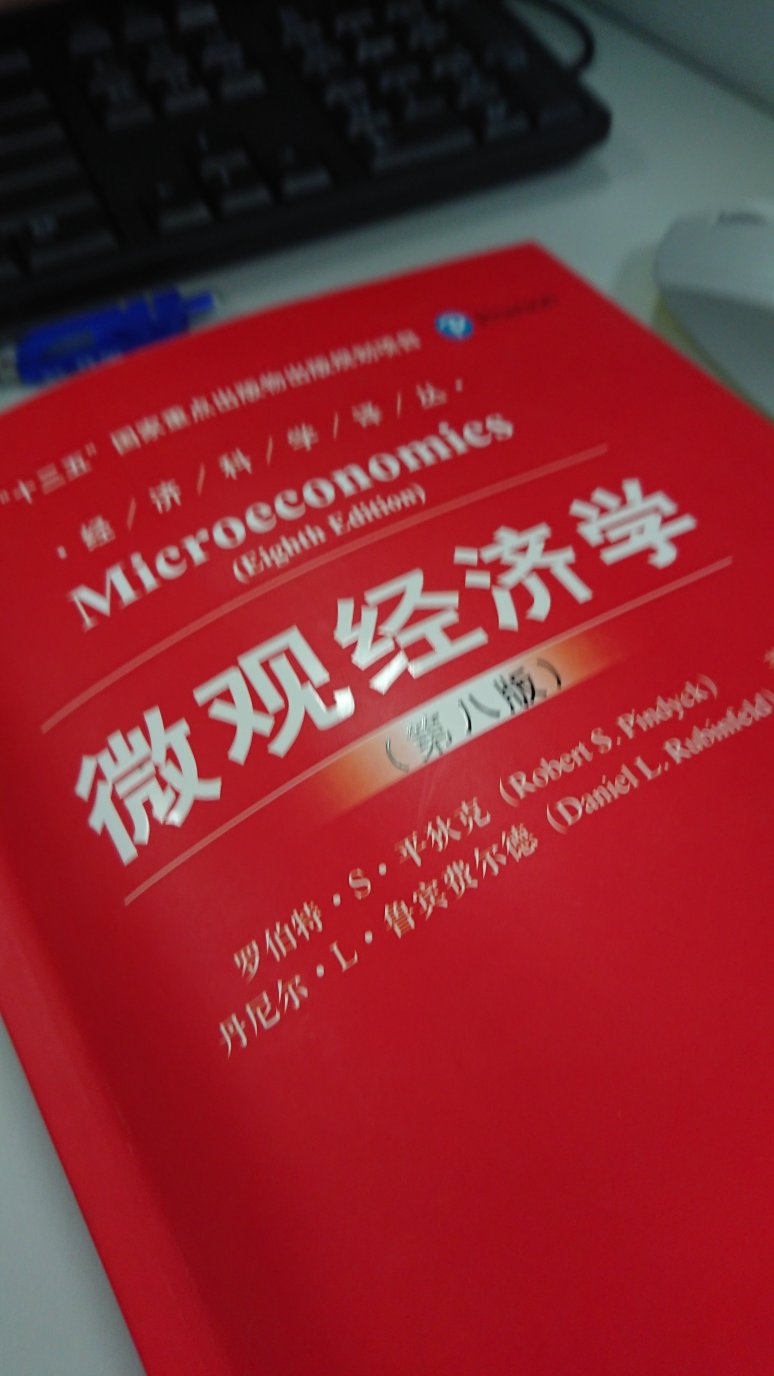 Pearson
“十三五”国家重点出版物出版规划项目
·经/济/科/学/译/丛·
Microeconomics
(Eighth Edition)
微观经济学
（第八版）
罗伯特·S·平狄克（Robert S. Pindyck）
丹尼尔·L·鲁宾费尔德（Daniel L. Rubinfeld）